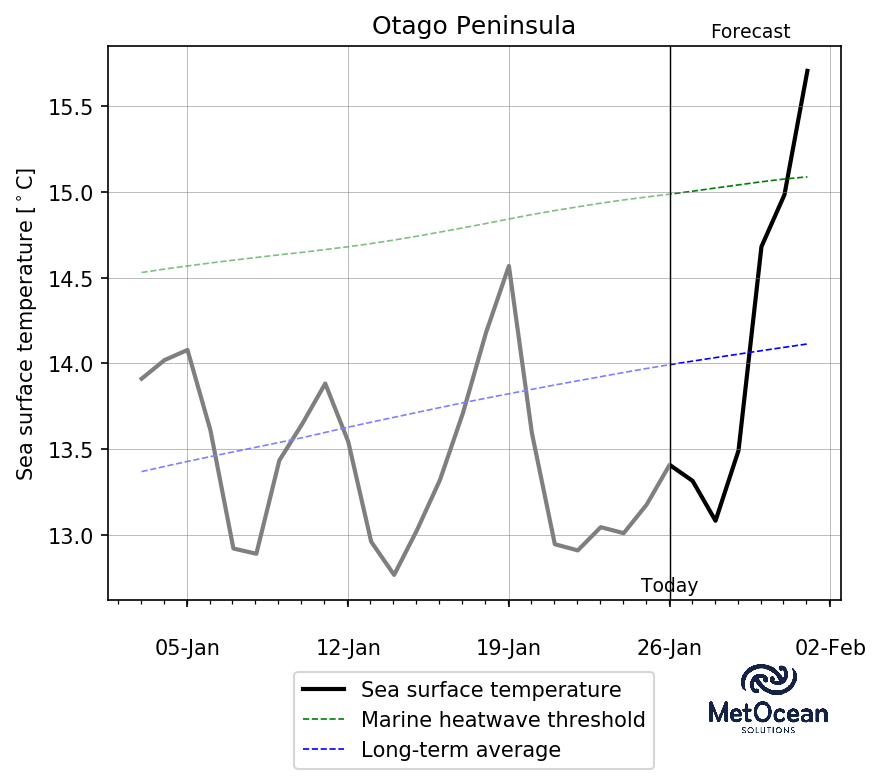 Otago Peninsula
Forecast
Sea surface temperature [°C]
15.5
15.0
14.5
14.0
13.5
13.0
Today
05-Jan 12-Jan 19-Jan 26-Jan 02-Feb
Sea surface temperature
Marine heatwave threshold
Long-term average
MetOcean
SOLUTIONS